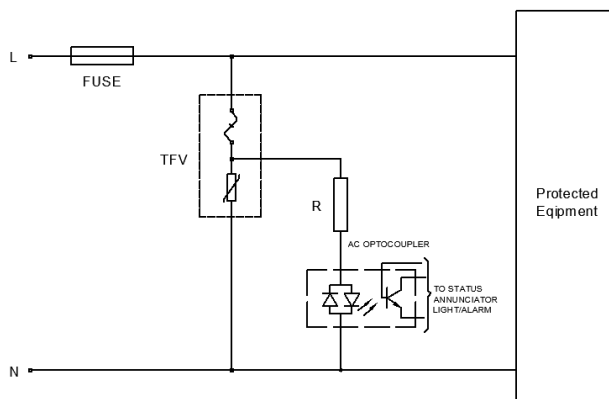 L
FUSE
TFV
R
AC OPTOCOUPLER
TO STATUS
ANNUNCIATOR
LIGHT/ALARM
Protected
Eqipment
N